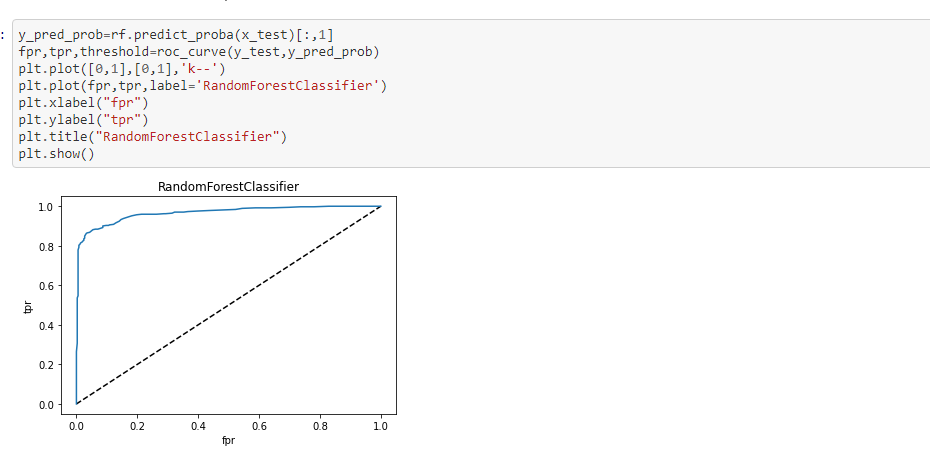 :
y_pred_prob=rf.predict_proba(x_test)[:,1]
fpr,tpr,threshold=roc_curve(y_test,y_pred_prob)
plt.plot([0,1],[0,1],'k--')
plt.plot(fpr,tpr,label='RandomForestClassifier')
plt.xlabel("fpr")
plt.ylabel("tpr")
plt.title("RandomForestClassifier")
plt.show()
RandomForestClassifier
1.0
0.8
0.6
0.4
0.2
0.0
tpr
0.0 0.2 0.4 0.6 0.8 1.0
fpr